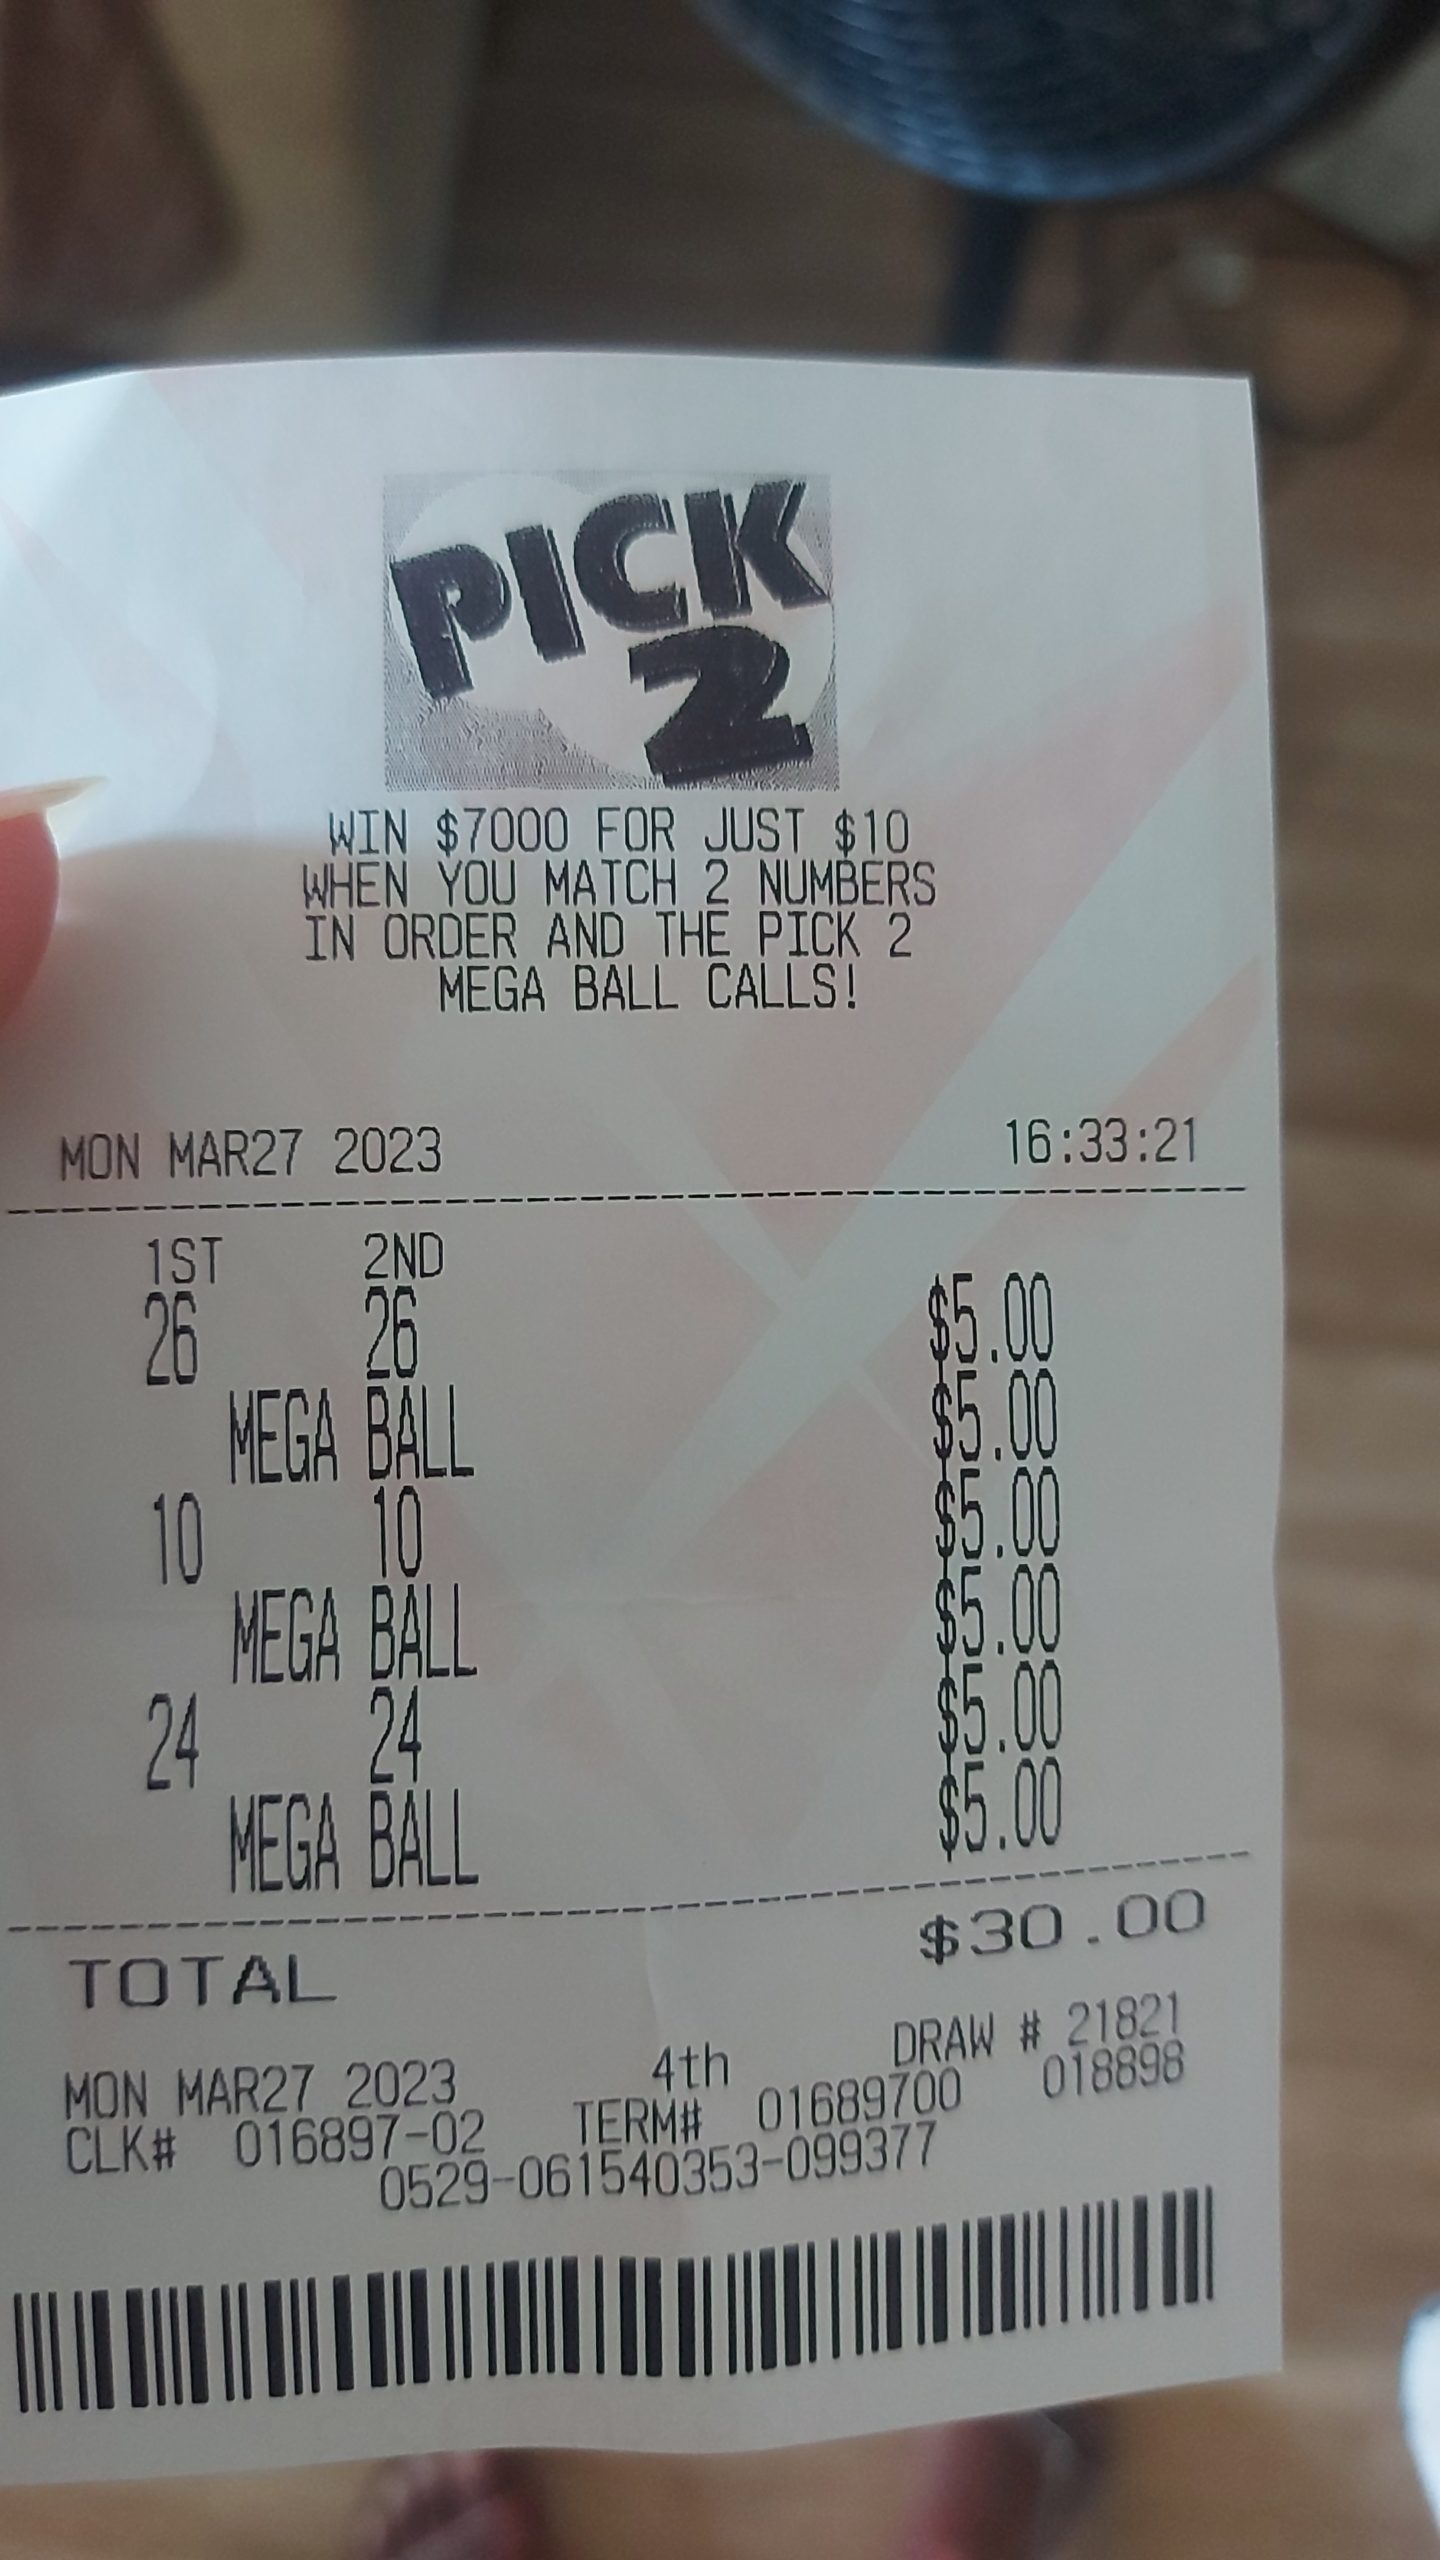 PICK
2
WIN $7000 FOR JUST $10
WHEN YOU MATCH 2 NUMBERS
IN ORDER AND THE PICK 2
MEGA BALL CALLS!
MON MAR27 2023 16:33:21
1ST 2ND
26 26 $5.00
MEGA BALL $5.00
10 10 $5.00
MEGA BALL $5.00
24 24 $5.00
MEGA BALL $5.00
TOTAL $30.00
MON MAR27 2023 4th DRAW # 21821
CLK# 016897-02 TERM# 01689700 018898
0529-061540353-099377